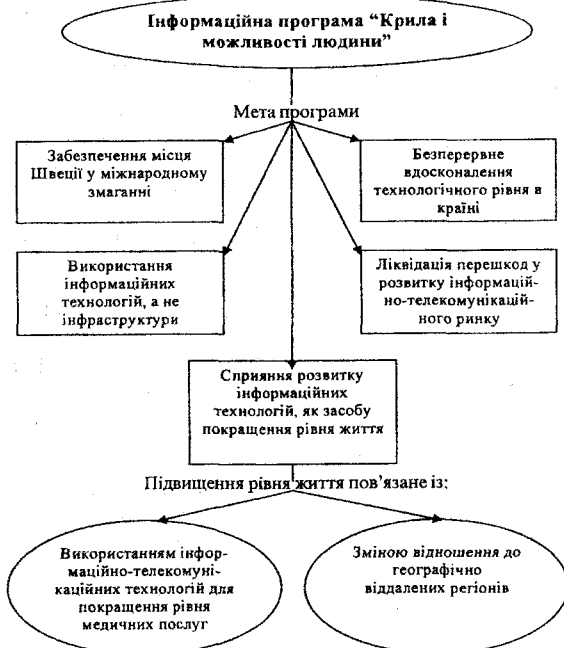 Інформаційна програма “Крила і
можливості людини”
Мета програми
Забезпечення місця
Швеції у міжнародному
змаганні
Безперервне
вдосконалення
технологічного рівня в
країні
Використання
інформаційних
технологій, а не
інфраструктури
Ліквідація перешкод у
розвитку інформацій-
но-телекомунікацій-
ного ринку
Сприяння розвитку
інформаційних
технологій, як засобу
покращення рівня життя
Підвищення рівня життя пов’язане із:
Використанням інфор-
маційно-телекомуні-
каційних технологій для
покращення рівня
медичних послуг
Зміною відношення до
географічно
віддалених регіонів